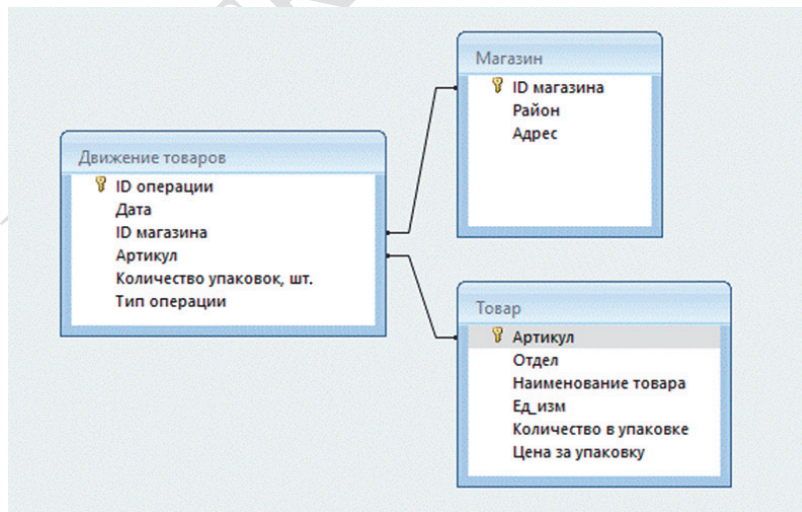 Движение товаров
ID операции
Дата
ID магазина
Артикул
Количество упаковок, шт.
Тип операции
Магазин
ID магазина
Район
Адрес
Товар
Артикул
Отдел
Наименование товара
Ед_изм
Количество в упаковке
Цена за упаковку